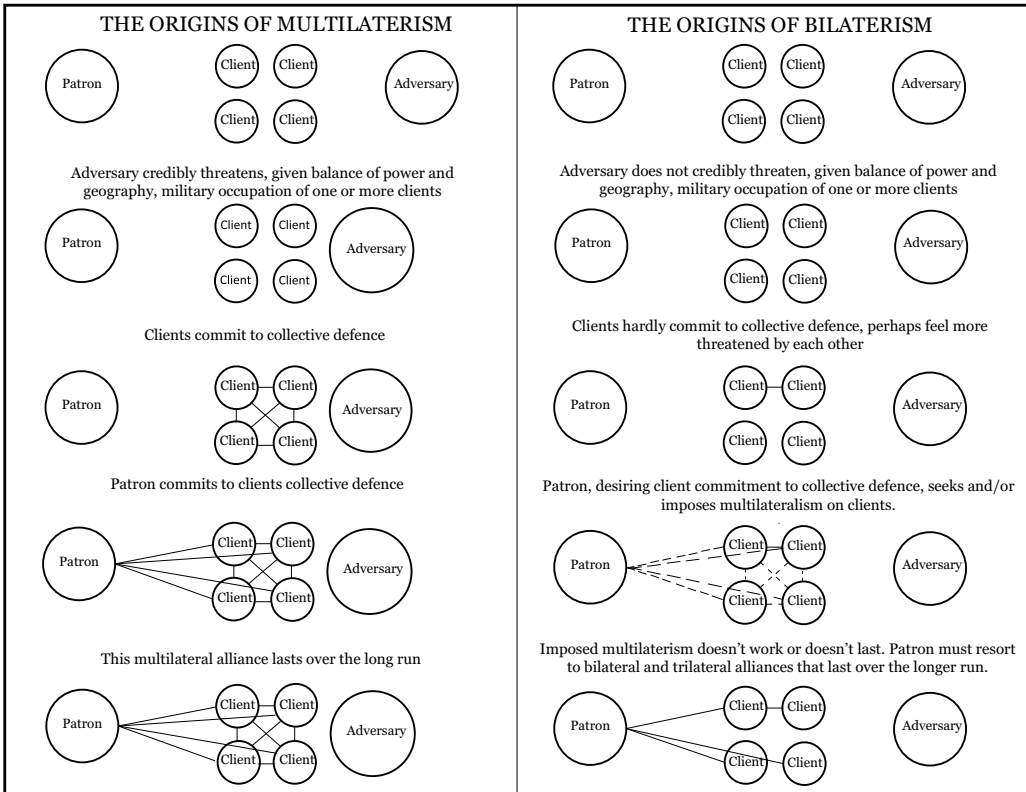 THE ORIGINS OF MULTILATERISM
Patron
Client Client
Adversary
Client Client
Adversary credibly threatens, given balance of power and
geography, military occupation of one or more clients
Patron
Client Client
Adversary
Client Client
Clients commit to collective defence
Patron
Client Client
Adversary
Client Client
Patron commits to clients collective defence
Patron
Client Client
Adversary
Client Client
This multilateral alliance lasts over the long run
Patron
Client Client
Adversary
Client Client
THE ORIGINS OF BILATERISM
Patron
Client Client
Adversary
Client Client
Adversary does not credibly threaten, given balance of power and
geography, military occupation of one or more clients
Patron
Client Client
Adversary
Client Client
Clients hardly commit to collective defence, perhaps feel more
threatened by each other
Patron
Client Client
Adversary
Client Client
Patron, desiring client commitment to collective defence, seeks and/or
imposes multilateralism on clients.
Patron
Client Client
Adversary
Client Client
Imposed multilaterism doesn’t work or doesn’t last. Patron must resort
to bilateral and trilateral alliances that last over the longer run.
Patron
Client Client
Adversary
Client Client